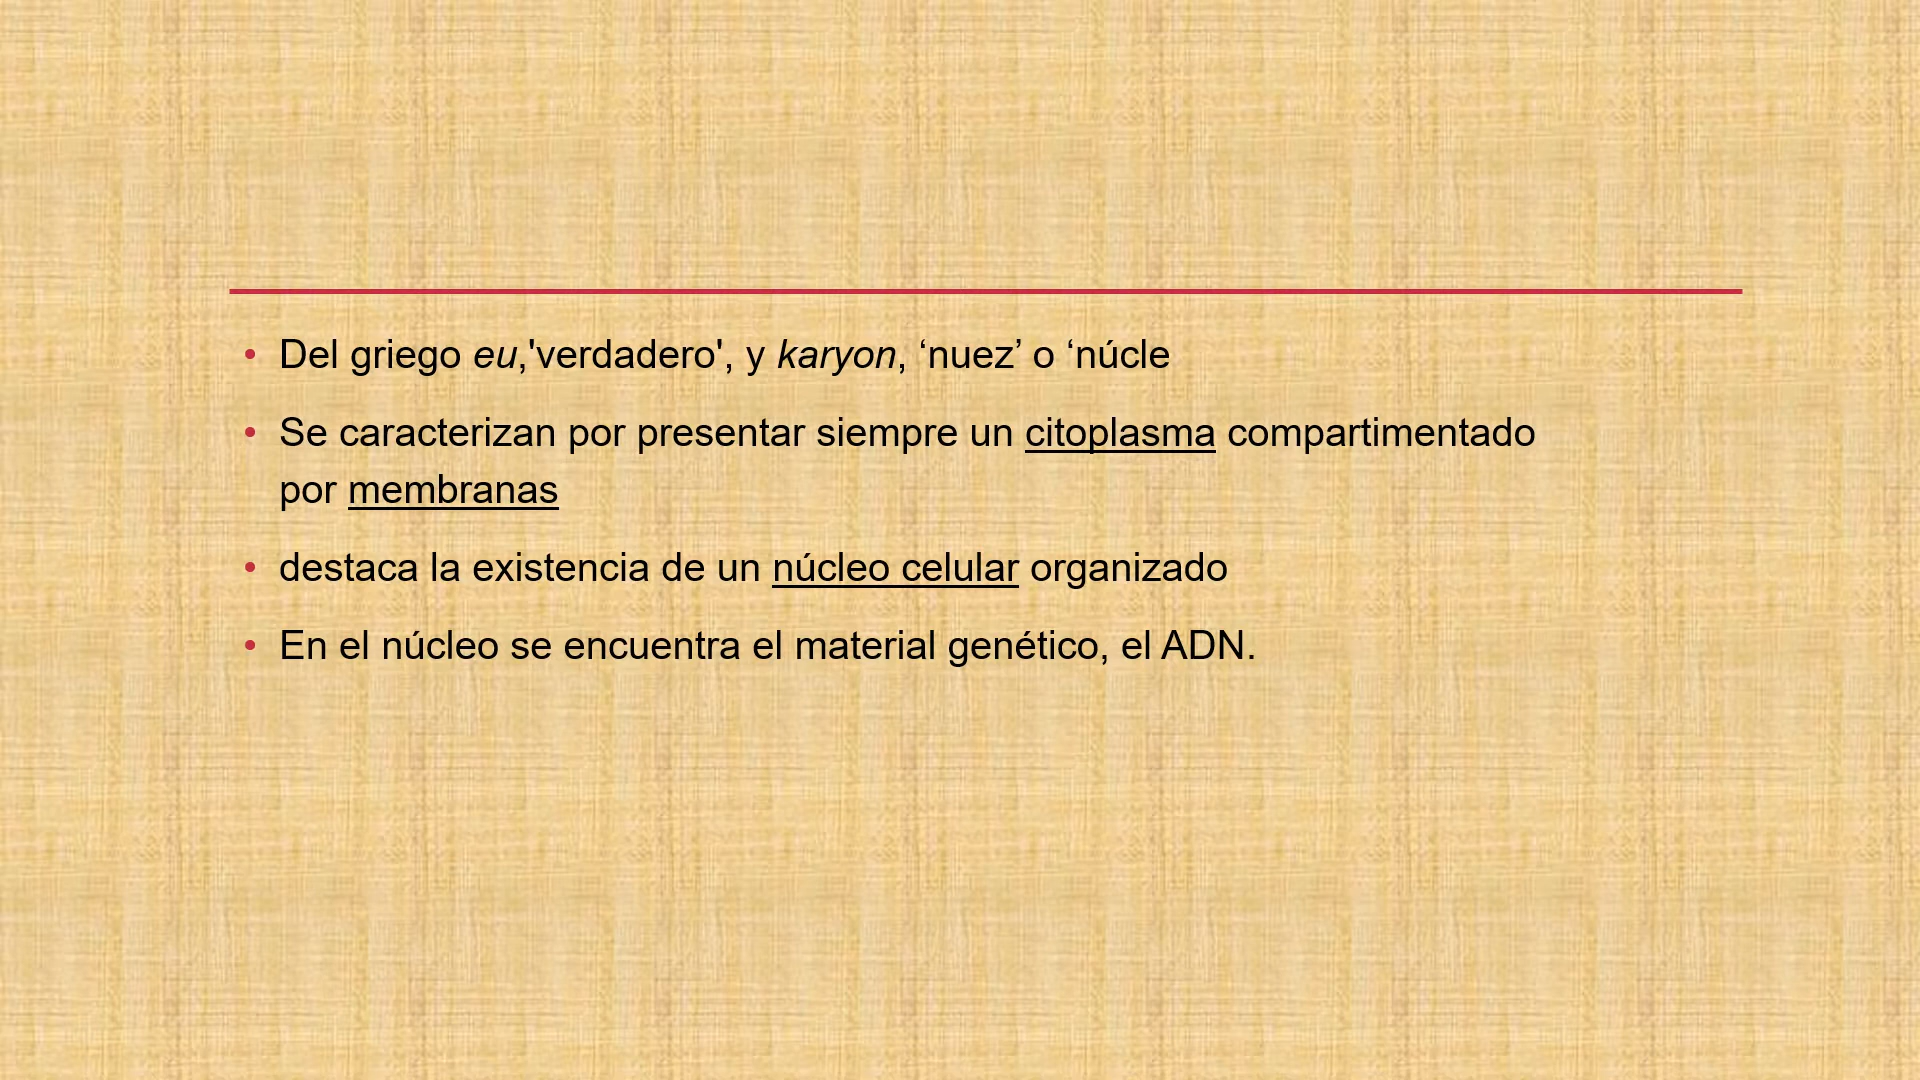 • Del griego eu,'verdadero', y karyon, ‘nuez’ o ‘núcle
• Se caracterizan por presentar siempre un citoplasma compartimentado
por membranas
• destaca la existencia de un núcleo celular organizado
• En el núcleo se encuentra el material genético, el ADN.